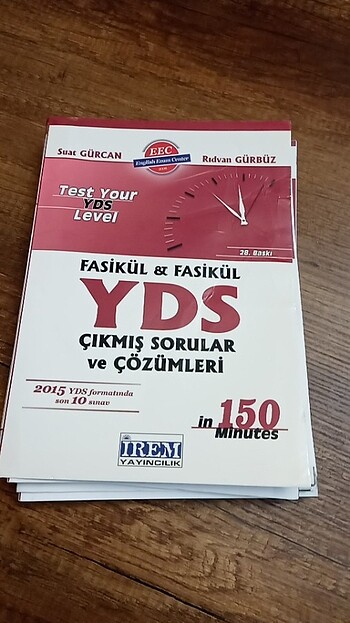 Suat GÜRCAN
EEC
English Exam Center
Rıdvan GÜRBÜZ
Test Your
YDS
Level
28. Baskı
FASİKÜL & FASİKÜL
YDS
ÇIKMIŞ SORULAR
ve ÇÖZÜMLERİ
2015 YDS formatında
son 10 sınav
in 150
Minutes
İREM
YAYINCILIK